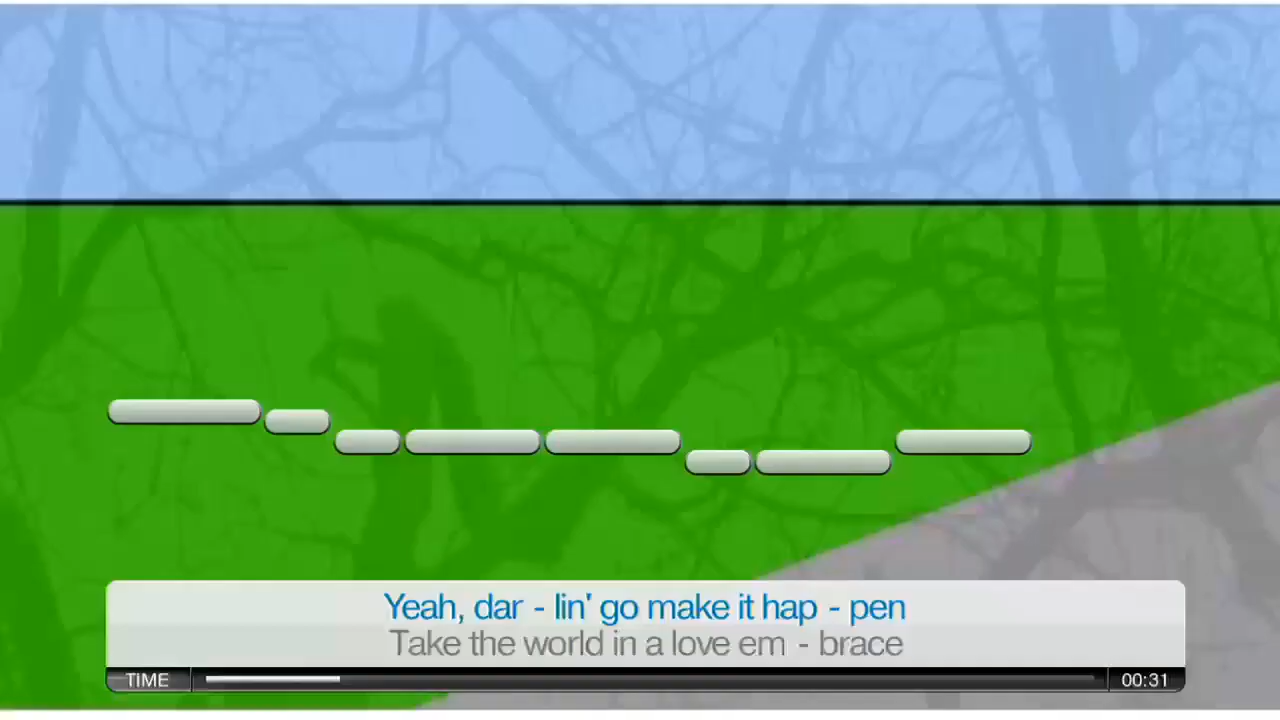 Yeah, dar - lin' go make it hap - pen
Take the world in a love em - brace
TIME 00:31